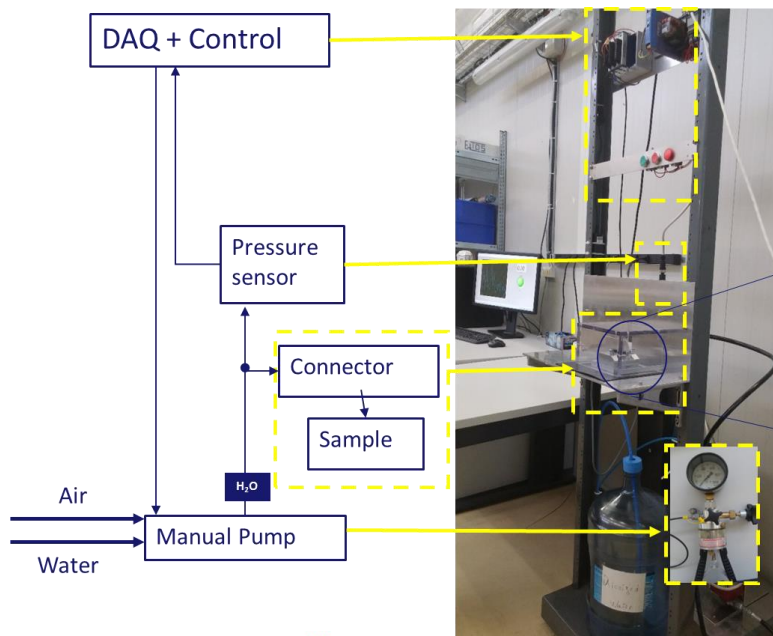 DAQ + Control
Pressure
sensor
Connector
Sample
H₂O
Air
Manual Pump
Water